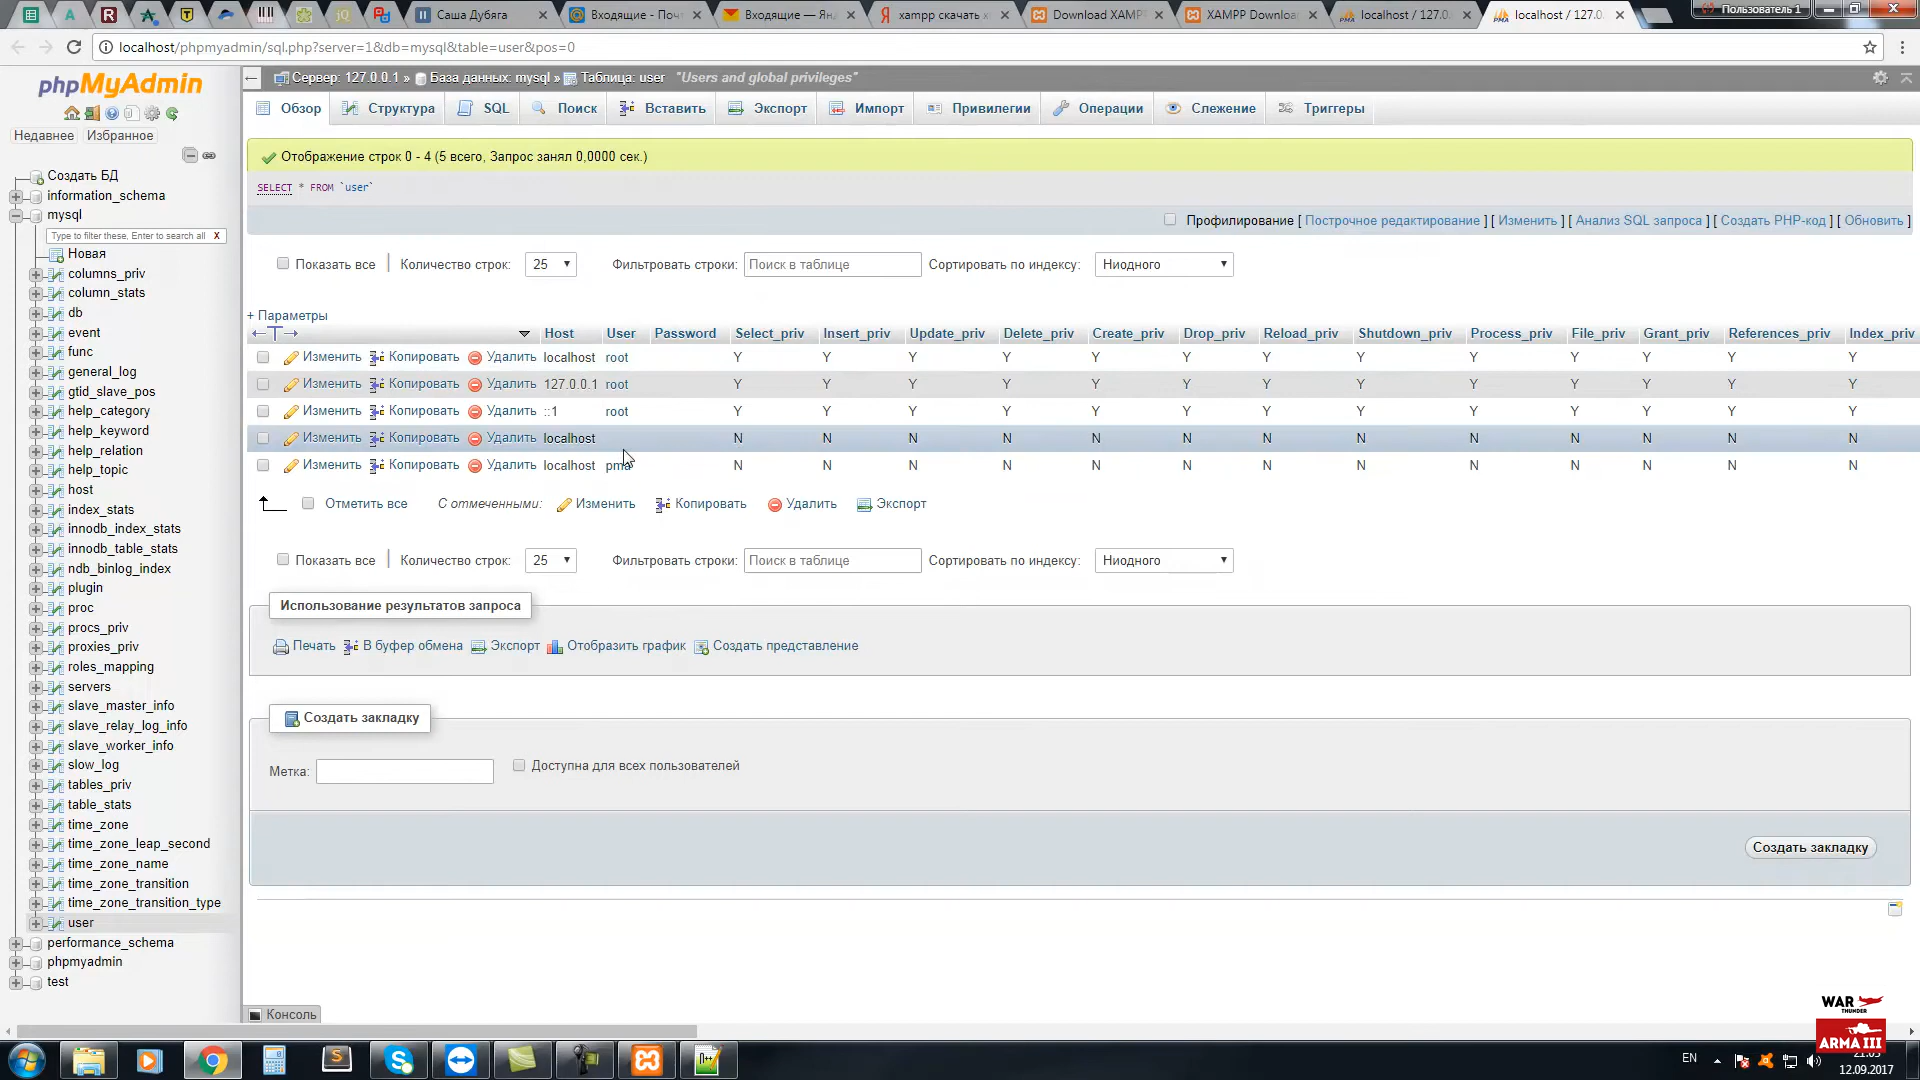 Саша Дубяга
Входящие - Поч
Входящие — Ян
xampp скачать
Download XAMP
XAMPP Downloa
localhost / 127.0.
localhost / 127.0.
Пользователь 1
localhost/phpmyadmin/sql.php?server=1&db=mysql&table=user&pos=0
phpMyAdmin
Недавнее Избранное
Type to filter these, Enter to search all X
Создать БД
information_schema
mysql
Новая
columns_priv
column_stats
db
event
func
general_log
gtid_slave_pos
help_category
help_keyword
help_relation
help_topic
host
index_stats
innodb_index_stats
innodb_table_stats
ndb_binlog_index
plugin
proc
procs_priv
proxies_priv
roles_mapping
servers
slave_master_info
slave_relay_log_info
slave_worker_info
slow_log
tables_priv
table_stats
time_zone
time_zone_leap_second
time_zone_name
time_zone_transition
time_zone_transition_type
user
performance_schema
phpmyadmin
test
Сервер: 127.0.0.1 » База данных: mysql » Таблица: user "Users and global privileges"
Обзор Структура SQL Поиск Вставить Экспорт Импорт Привилегии Операции Слежение Триггеры
Отображение строк 0 - 4 (5 всего, Запрос занял 0,0000 сек.)
SELECT * FROM `user`
Профилирование [ Построчное редактирование ] [ Изменить ] [ Анализ SQL запроса ] [ Создать PHP-код ] [ Обновить ]
Показать все | Количество строк: 25 Фильтровать строки: Поиск в таблице Сортировать по индексу: Ниодного
+ Параметры
←T→ Host User Password Select_priv Insert_priv Update_priv Delete_priv Create_priv Drop_priv Reload_priv Shutdown_priv Process_priv File_priv Grant_priv References_priv Index_priv
Изменить Копировать Удалить localhost root Y Y Y Y Y Y Y Y Y Y Y Y Y
Изменить Копировать Удалить 127.0.0.1 root Y Y Y Y Y Y Y Y Y Y Y Y Y
Изменить Копировать Удалить ::1 root Y Y Y Y Y Y Y Y Y Y Y Y Y
Изменить Копировать Удалить localhost N N N N N N N N N N N N N
Изменить Копировать Удалить localhost pma N N N N N N N N N N N N N
Отметить все С отмеченными: Изменить Копировать Удалить Экспорт
Показать все | Количество строк: 25 Фильтровать строки: Поиск в таблице Сортировать по индексу: Ниодного
Использование результатов запроса
Печать В буфер обмена Экспорт Отобразить график Создать представление
Создать закладку
Метка: Доступна для всех пользователей
Создать закладку
Консоль
WAR
THUNDER
ARMA III
EN
21:05
12.09.2017